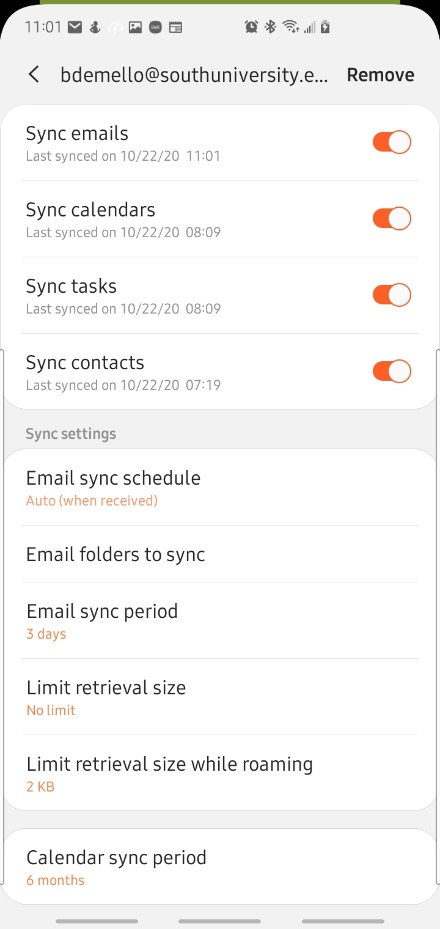 11:01
bdemello@southuniversity.e... Remove
Sync emails
Last synced on 10/22/20 11:01
Sync calendars
Last synced on 10/22/20 08:09
Sync tasks
Last synced on 10/22/20 08:09
Sync contacts
Last synced on 10/22/20 07:19
Sync settings
Email sync schedule
Auto (when received)
Email folders to sync
Email sync period
3 days
Limit retrieval size
No limit
Limit retrieval size while roaming
2 KB
Calendar sync period
6 months